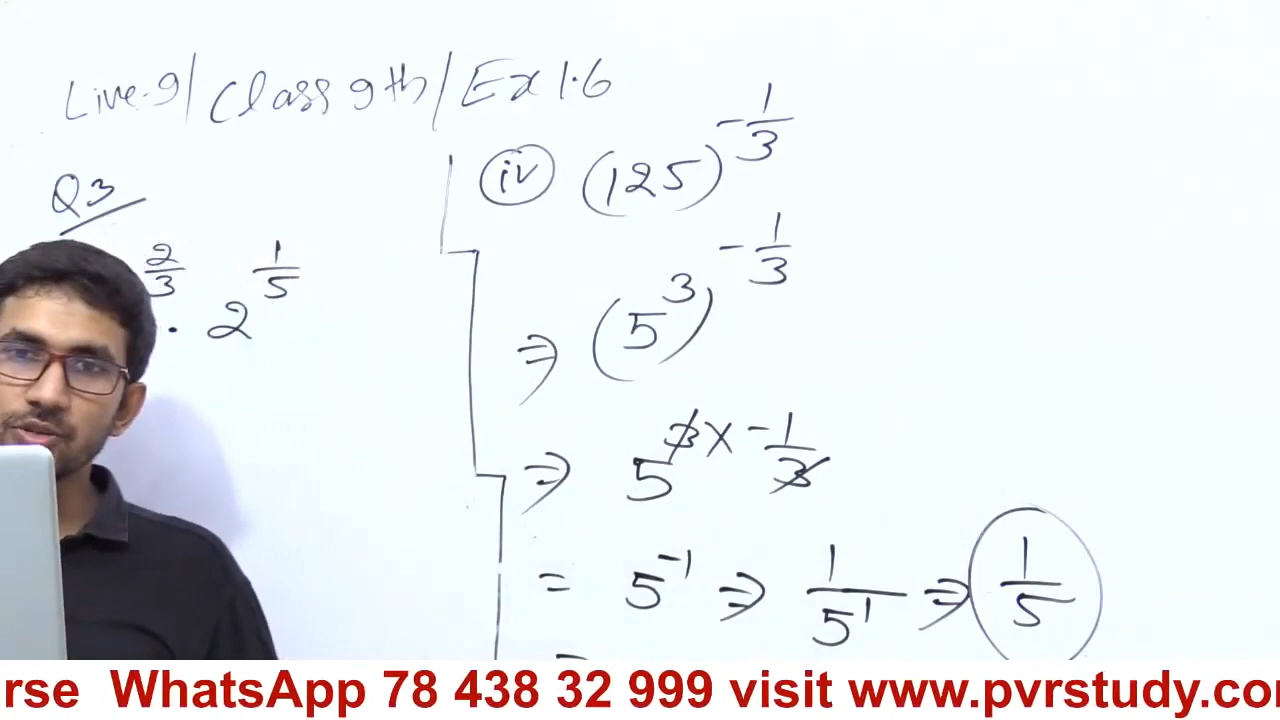 Live-9/ Class 9th/ Ex 1.6
Q3
2/3 · 2^1/5
(iv) (125)^-1/3
⇒ (5^3)^-1/3
⇒ 5^3×-1/3
= 5^-1 ⇒ 1/5^1 ⇒ 1/5
=
rse WhatsApp 78 438 32 999 visit www.pvrstudy.co